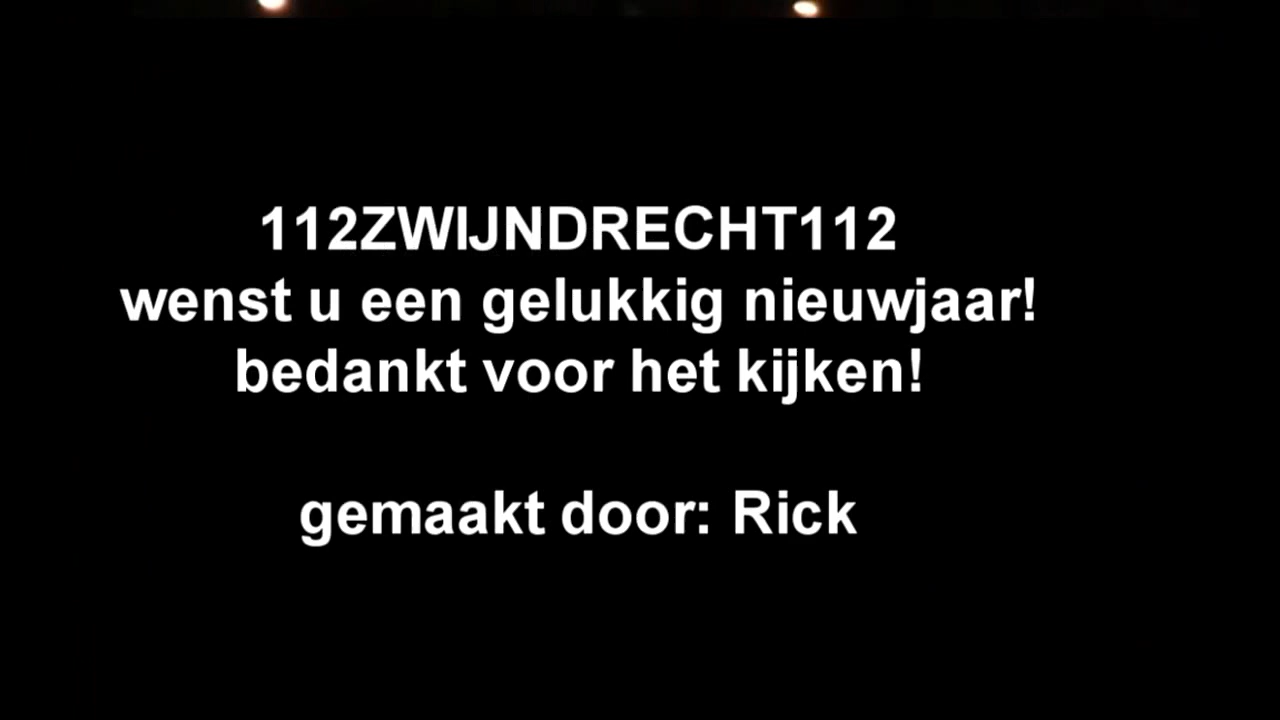 112ZWIJNDRECHT112
wenst u een gelukkig nieuwjaar!
bedankt voor het kijken!
gemaakt door: Rick